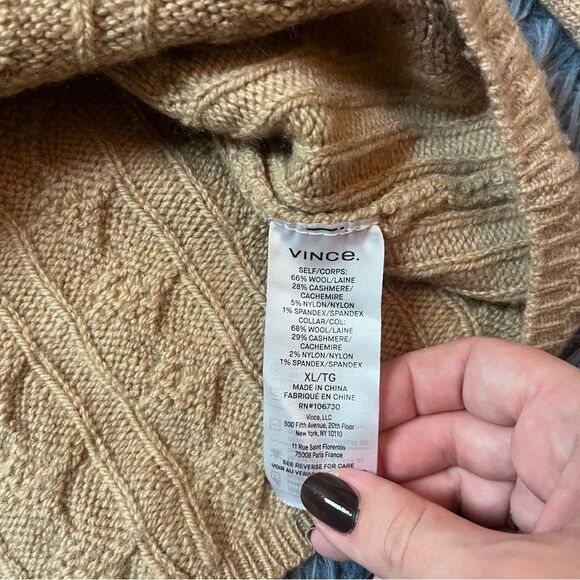 VINCE.
SELF/CORPS:
66% WOOL/LAINE
28% CASHMERE/
CACHEMIRE
5% NYLON/NYLON
1% SPANDEX/SPANDEX
COLLAR/COL:
68% WOOL/LAINE
29% CASHMERE/
CACHEMIRE
2% NYLON/NYLON
1% SPANDEX/SPANDEX
XL/TG
MADE IN CHINA
FABRIQUÉ EN CHINE
RN#106730
Vince, LLC
500 Fifth Avenue, 20th Floor
New York, NY 10110
11 Rue Saint Florentin
75008 Paris France
SEE REVERSE FOR CARE
VOIR AU